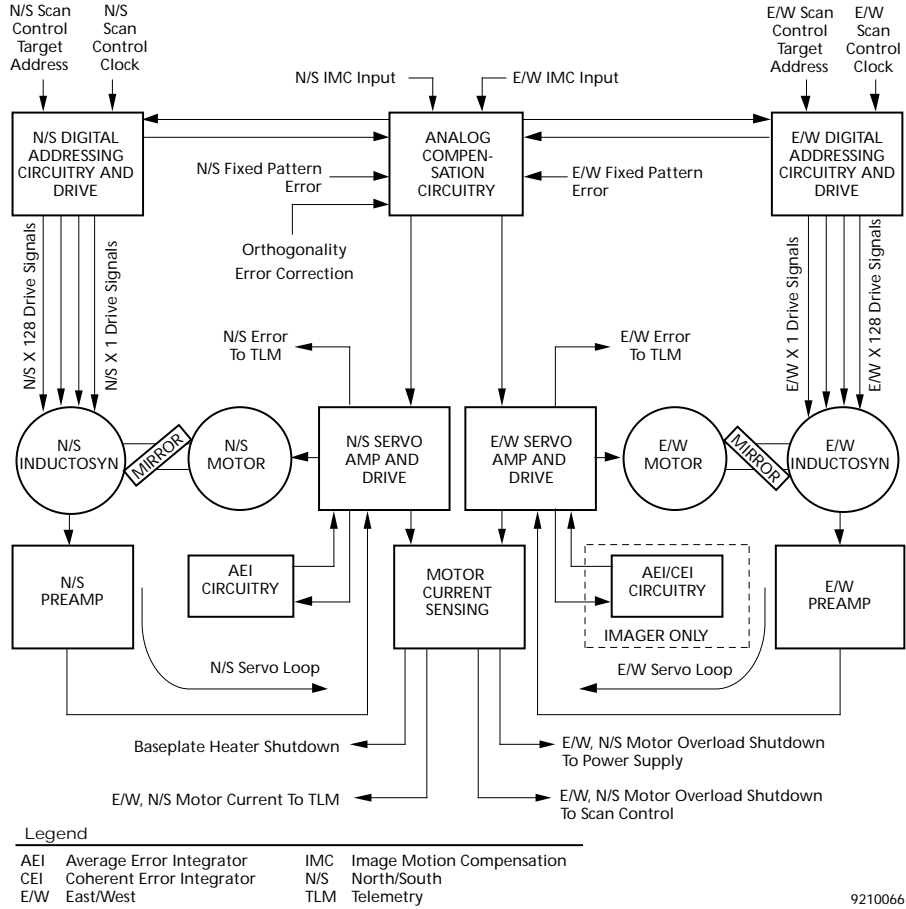 N/S Scan
Control
Target
Address
N/S
Scan
Control
Clock
E/W Scan
Control
Target
Address
E/W
Scan
Control
Clock
N/S IMC Input
E/W IMC Input
N/S DIGITAL
ADDRESSING
CIRCUITRY AND
DRIVE
ANALOG
COMPEN-
SATION
CIRCUITRY
E/W DIGITAL
ADDRESSING
CIRCUITRY AND
DRIVE
N/S Fixed Pattern
Error
E/W Fixed Pattern
Error
Orthogonality
Error Correction
N/S X 128 Drive Signals
N/S X 1 Drive Signals
E/W X 1 Drive Signals
E/W X 128 Drive Signals
N/S Error
To TLM
E/W Error
To TLM
N/S
INDUCTOSYN
MIRROR
N/S
MOTOR
N/S SERVO
AMP AND
DRIVE
E/W SERVO
AMP AND
DRIVE
E/W
MOTOR
MIRROR
E/W
INDUCTOSYN
N/S
PREAMP
AEI
CIRCUITRY
MOTOR
CURRENT
SENSING
AEI/CEI
CIRCUITRY
IMAGER ONLY
E/W
PREAMP
N/S Servo Loop
E/W Servo Loop
Baseplate Heater Shutdown
E/W, N/S Motor Overload Shutdown
To Power Supply
E/W, N/S Motor Current To TLM
E/W, N/S Motor Overload Shutdown
To Scan Control
Legend
AEI Average Error Integrator IMC Image Motion Compensation
CEI Coherent Error Integrator N/S North/South
E/W East/West TLM Telemetry
9210066